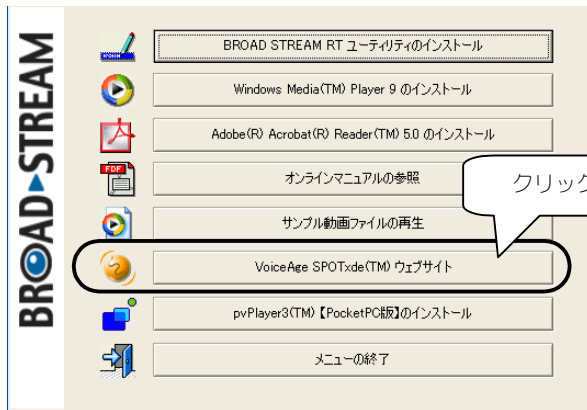 BROAD STREAM
BROAD STREAM RT ユーティリティのインストール
Windows Media(TM) Player 9 のインストール
Adobe(R) Acrobat(R) Reader(TM) 5.0 のインストール
PDF
オンラインマニュアルの参照
クリック
サンプル動画ファイルの再生
VoiceAge SPOTxde(TM) ウェブサイト
pvPlayer3(TM)【PocketPC版】のインストール
メニューの終了